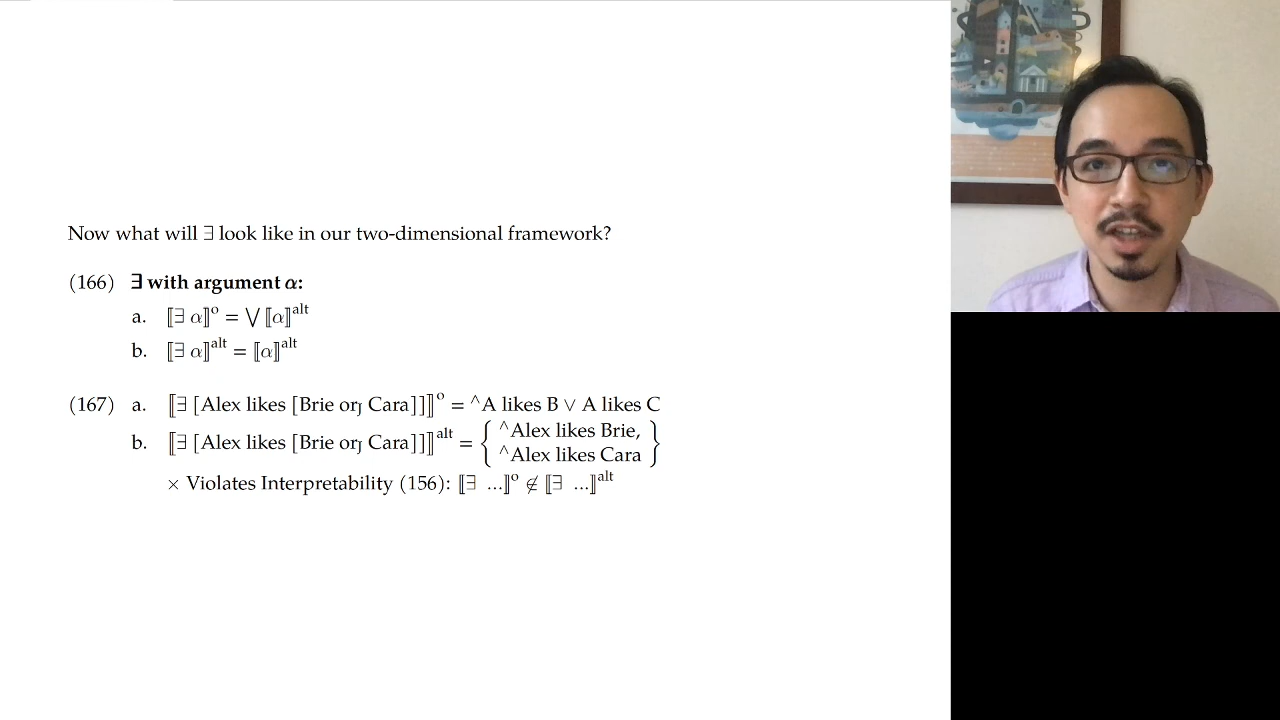 Now what will ∃ look like in our two-dimensional framework?
(166) ∃ with argument α:
a. ⟦∃ α⟧ᵒ = ⋁ ⟦α⟧ᵃˡᵗ
b. ⟦∃ α⟧ᵃˡᵗ = ⟦α⟧ᵃˡᵗ
(167) a. ⟦∃ [Alex likes [Brie orJ Cara]]⟧ᵒ = ^A likes B ∨ A likes C
b. ⟦∃ [Alex likes [Brie orJ Cara]]⟧ᵃˡᵗ = { ^Alex likes Brie,
^Alex likes Cara }
× Violates Interpretability (156): ⟦∃ ...⟧ᵒ ∉ ⟦∃ ...⟧ᵃˡᵗ